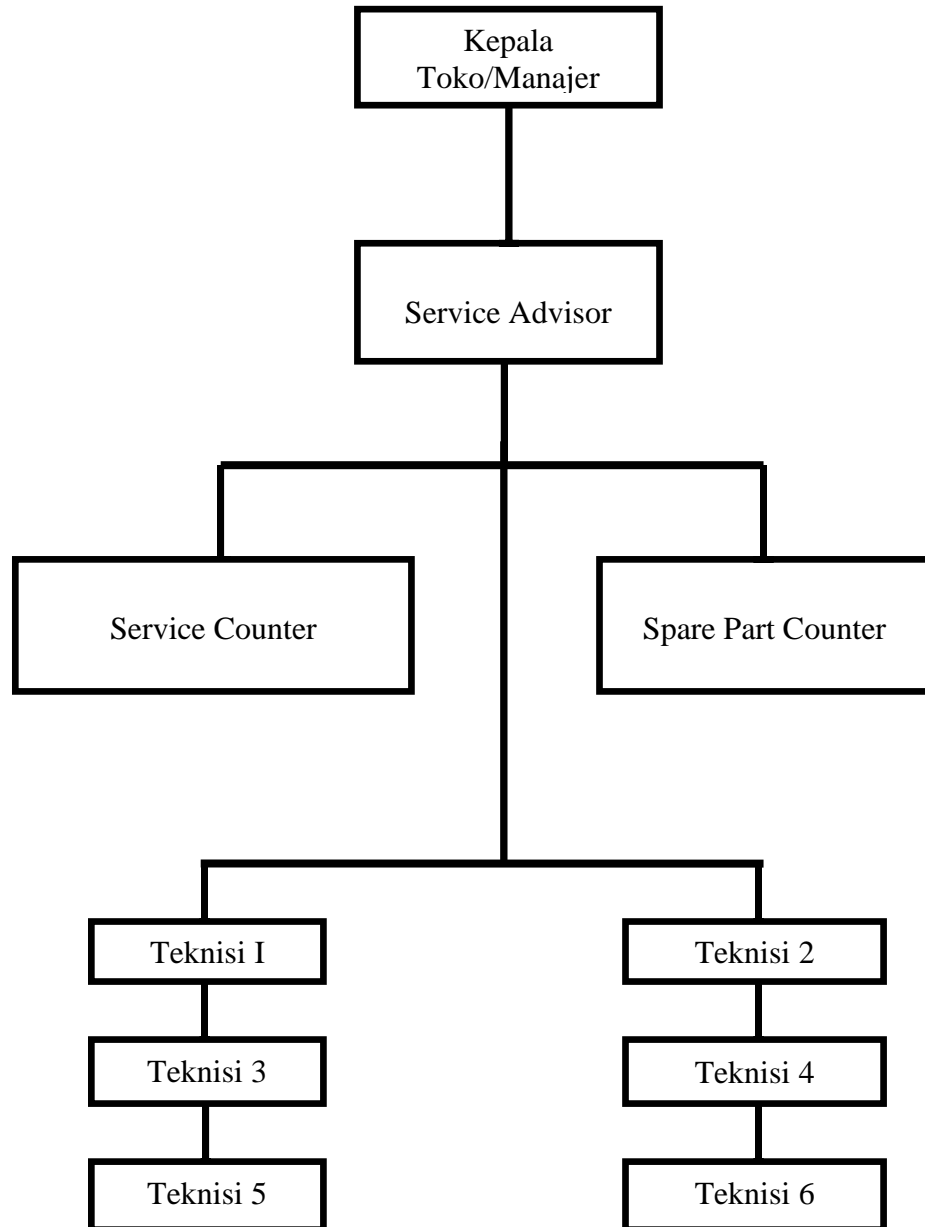 Kepala
Toko/Manajer
Service Advisor
Service Counter
Spare Part Counter
Teknisi I
Teknisi 2
Teknisi 3
Teknisi 4
Teknisi 5
Teknisi 6